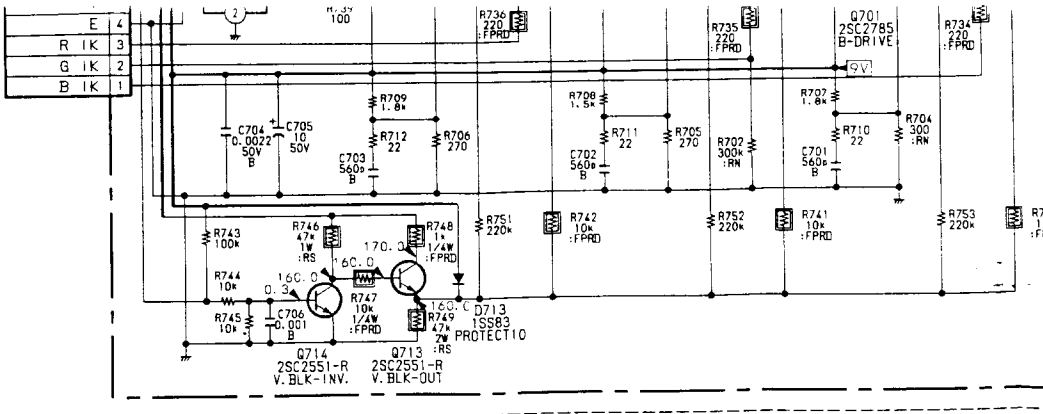 E 4
R IK 3
G IK 2
B IK 1
2
R739
100
R736
220
:FPRD
R735
220
:FPRD
Q701
2SC2785
B-DRIVE
R734
220
:FPRD
9V
C704
0.0022
50V
B
C705
10
50V
R709
1.8k
R712
22
C703
560p
B
R706
270
R708
1.5k
R711
22
C702
560p
B
R705
270
R702
300k
:RN
R707
1.8k
R710
22
C701
560p
B
R704
300
:RN
R743
100k
R746
47k
1W
:RS
R748
1k
1/4W
:FPRD
170.0
R751
220k
R742
10k
:FPRD
R752
220k
R741
10k
:FPRD
R753
220k
R744
10k
R745
10k
0.3
160.0
160.0
C706
0.001
B
R747
10k
1/4W
:FPRD
160.0
R749
47k
2W
:RS
D713
1SS83
PROTECTIO
Q714
2SC2551-R
V.BLK-INV.
Q713
2SC2551-R
V.BLK-OUT